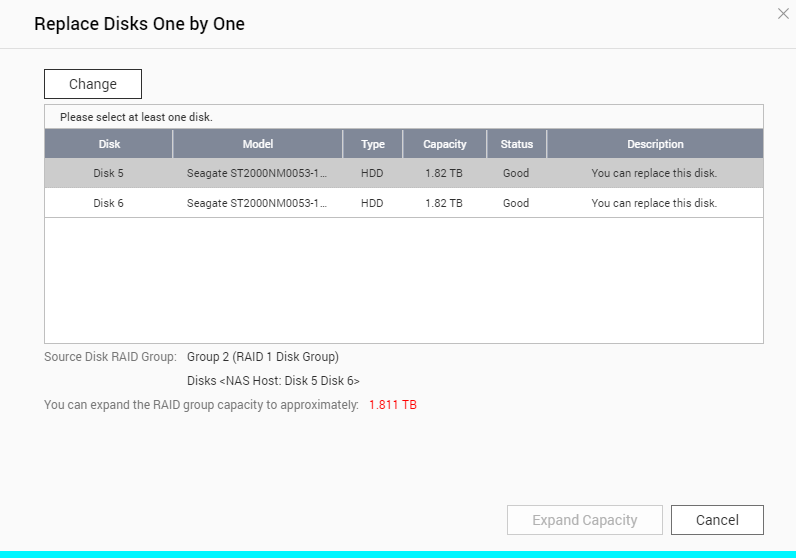 Replace Disks One by One
Change
Please select at least one disk.
Disk Model Type Capacity Status Description
Disk 5 Seagate ST2000NM0053-1... HDD 1.82 TB Good You can replace this disk.
Disk 6 Seagate ST2000NM0053-1... HDD 1.82 TB Good You can replace this disk.
Source Disk RAID Group: Group 2 (RAID 1 Disk Group)
Disks <NAS Host: Disk 5 Disk 6>
You can expand the RAID group capacity to approximately: 1.811 TB
Expand Capacity Cancel